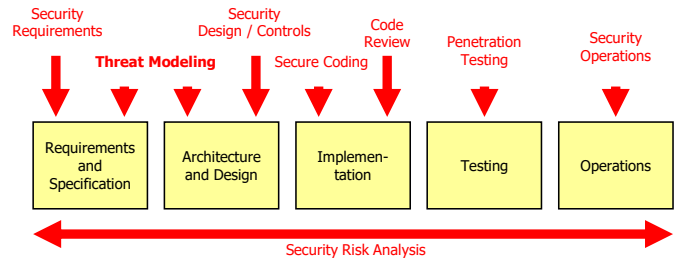 Security
Requirements
Threat Modeling
Security
Design / Controls
Secure Coding
Code
Review
Penetration
Testing
Security
Operations
Requirements
and
Specification
Architecture
and Design
Implemen-
tation
Testing
Operations
Security Risk Analysis